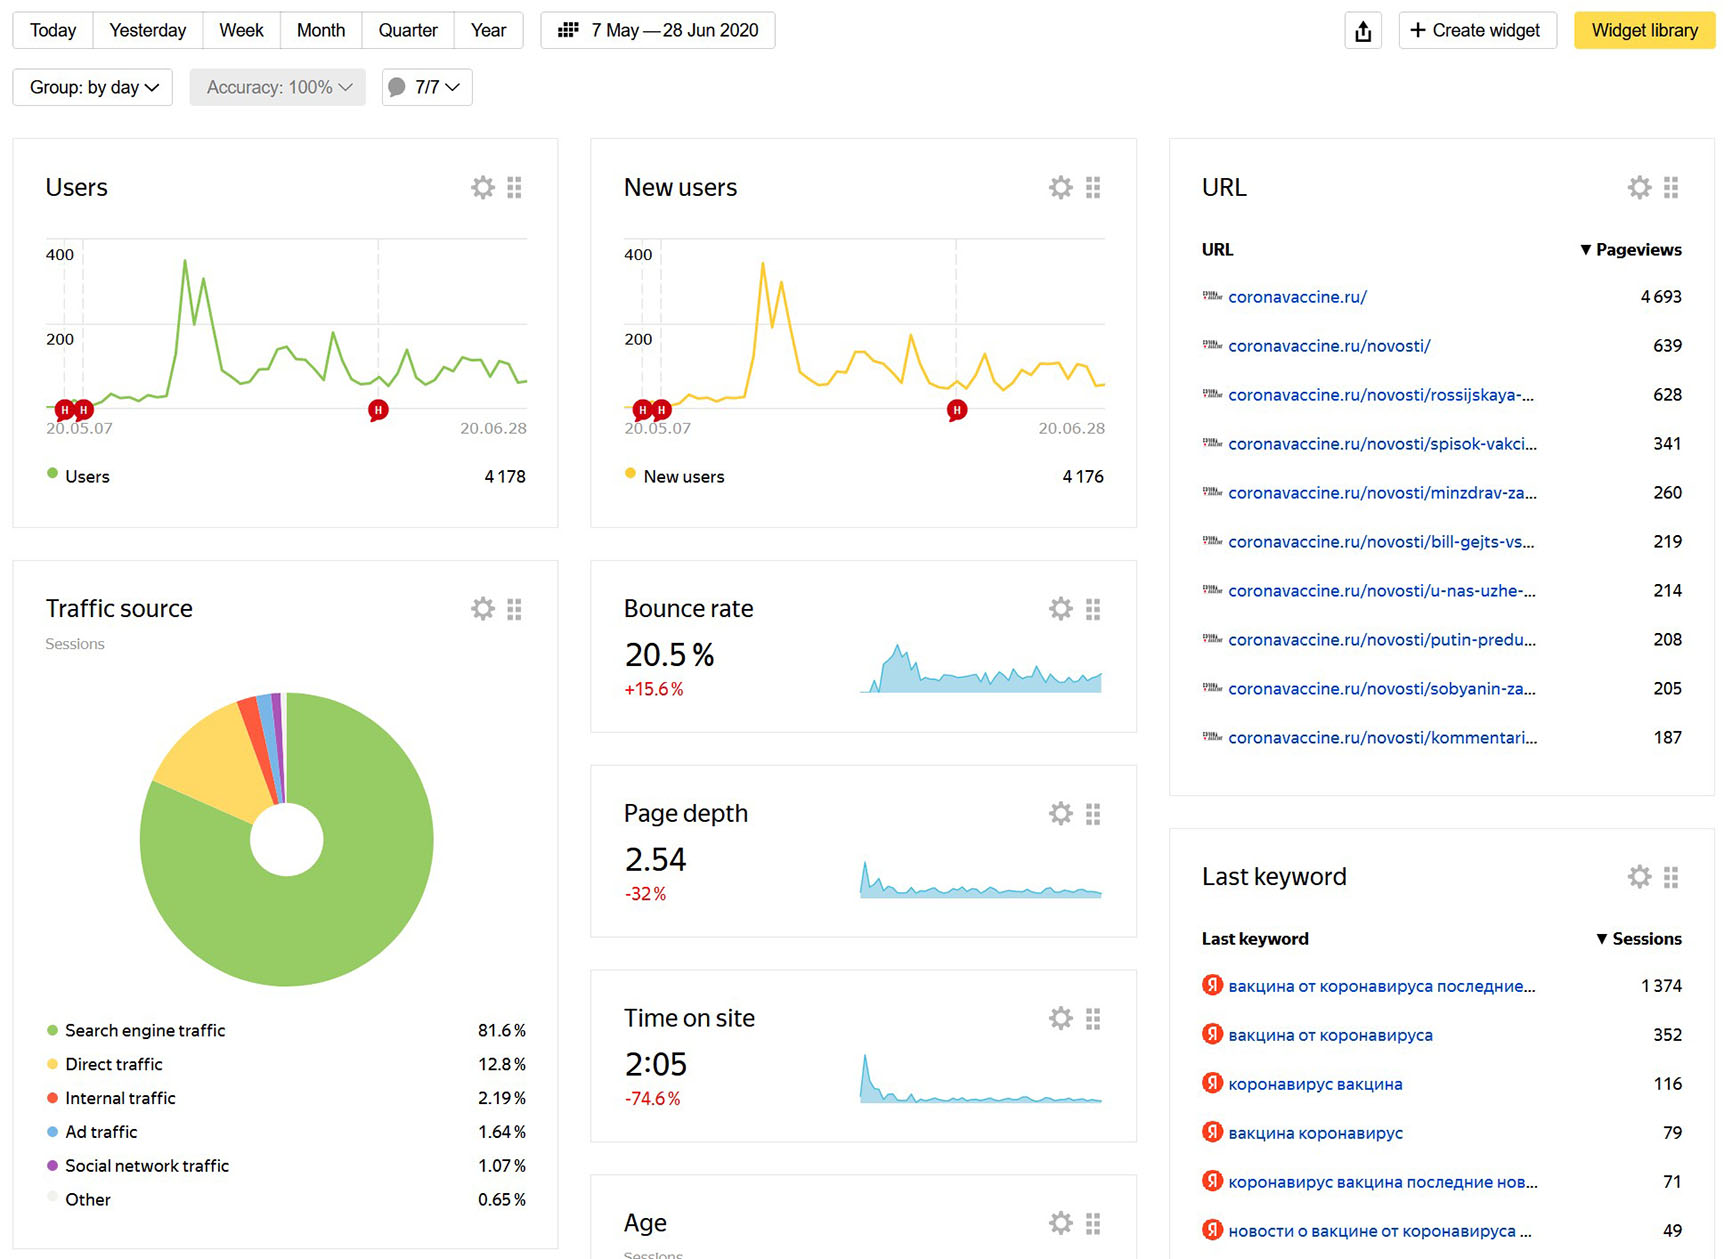 Today Yesterday Week Month Quarter Year 7 May — 28 Jun 2020 + Create widget Widget library
Group: by day Accuracy: 100% 7/7
Users
400
200
H H H
20.05.07 20.06.28
Users 4 178
New users
400
200
H H H
20.05.07 20.06.28
New users 4 176
URL
URL ▼ Pageviews
coronavaccine.ru/ 4 693
coronavaccine.ru/novosti/ 639
coronavaccine.ru/novosti/rossijskaya-... 628
coronavaccine.ru/novosti/spisok-vakci... 341
coronavaccine.ru/novosti/minzdrav-za... 260
coronavaccine.ru/novosti/bill-gejts-vs... 219
coronavaccine.ru/novosti/u-nas-uzhe-... 214
coronavaccine.ru/novosti/putin-predu... 208
coronavaccine.ru/novosti/sobyanin-za... 205
coronavaccine.ru/novosti/kommentari... 187
Traffic source
Sessions
Search engine traffic 81.6 %
Direct traffic 12.8 %
Internal traffic 2.19 %
Ad traffic 1.64 %
Social network traffic 1.07 %
Other 0.65 %
Bounce rate
20.5 %
+15.6 %
Page depth
2.54
-32 %
Time on site
2:05
-74.6 %
Age
Sessions
Last keyword
Last keyword ▼ Sessions
Я вакцина от коронавируса последние... 1 374
Я вакцина от коронавируса 352
Я коронавирус вакцина 116
Я вакцина коронавирус 79
Я коронавирус вакцина последние нов... 71
Я новости о вакцине от коронавируса ... 49